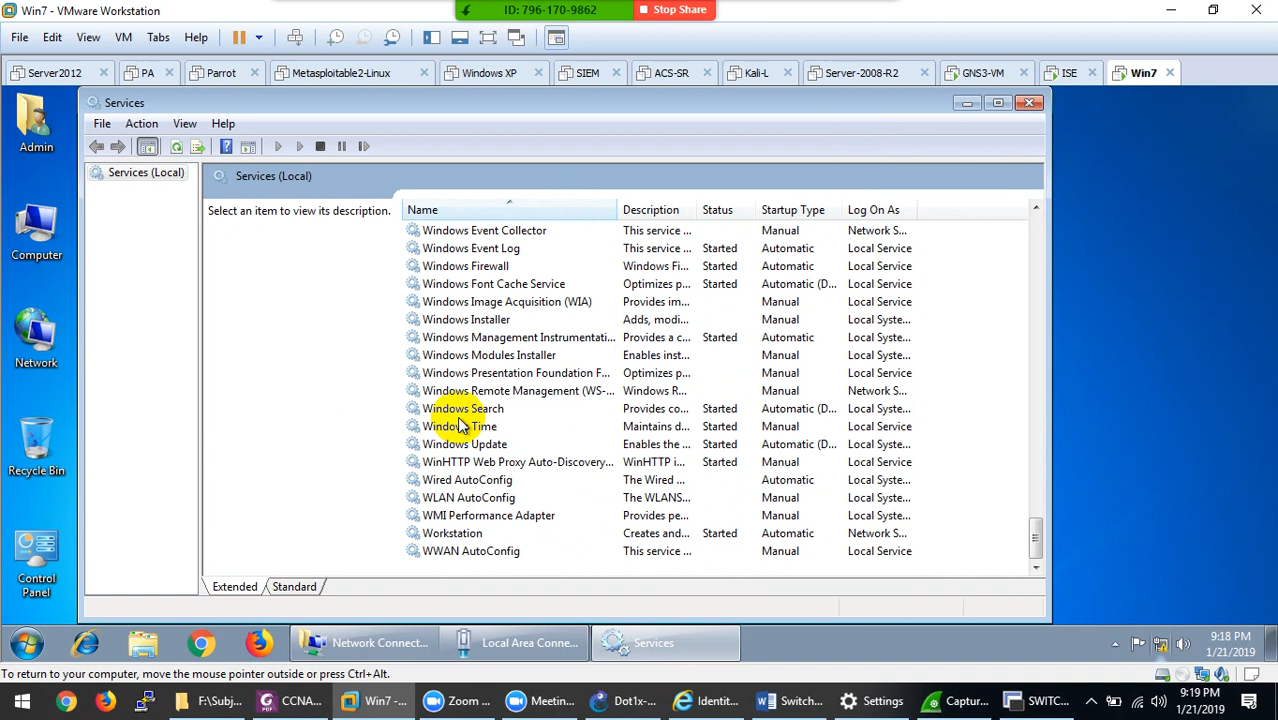 ID: 796-170-9862
Stop Share
Win7 - VMware Workstation
File Edit View VM Tabs Help
Server2012 PA Parrot Metasploitable2-Linux Windows XP SIEM ACS-SR Kali-L Server-2008-R2 GNS3-VM ISE Win7
Services
File Action View Help
Services (Local)
Services (Local)
Select an item to view its description.
Name Description Status Startup Type Log On As
Windows Event Collector This service ... Manual Network S...
Windows Event Log This service ... Started Automatic Local Service
Windows Firewall Windows Fi... Started Automatic Local Service
Windows Font Cache Service Optimizes p... Started Automatic (D... Local Service
Windows Image Acquisition (WIA) Provides im... Manual Local Service
Windows Installer Adds, modi... Manual Local Syste...
Windows Management Instrumentati... Provides a c... Started Automatic Local Syste...
Windows Modules Installer Enables inst... Manual Local Syste...
Windows Presentation Foundation F... Optimizes p... Manual Local Service
Windows Remote Management (WS-... Windows R... Manual Network S...
Windows Search Provides co... Started Automatic (D... Local Syste...
Windows Time Maintains d... Started Manual Local Service
Windows Update Enables the ... Started Automatic (D... Local Syste...
WinHTTP Web Proxy Auto-Discovery... WinHTTP i... Started Manual Local Service
Wired AutoConfig The Wired ... Automatic Local Syste...
WLAN AutoConfig The WLANS... Manual Local Syste...
WMI Performance Adapter Provides pe... Manual Local Syste...
Workstation Creates and... Started Automatic Network S...
WWAN AutoConfig This service ... Manual Local Service
Extended Standard
Admin
Computer
Network
Recycle Bin
Control
Panel
Network Connect... Local Area Conne... Services
9:18 PM
1/21/2019
To return to your computer, move the mouse pointer outside or press Ctrl+Alt.
F:\Subj... CCNA... Win7 -... Zoom ... Meetin... Dot1x-... Identit... Switch... Settings Captur... SWITC...
9:19 PM
1/21/2019